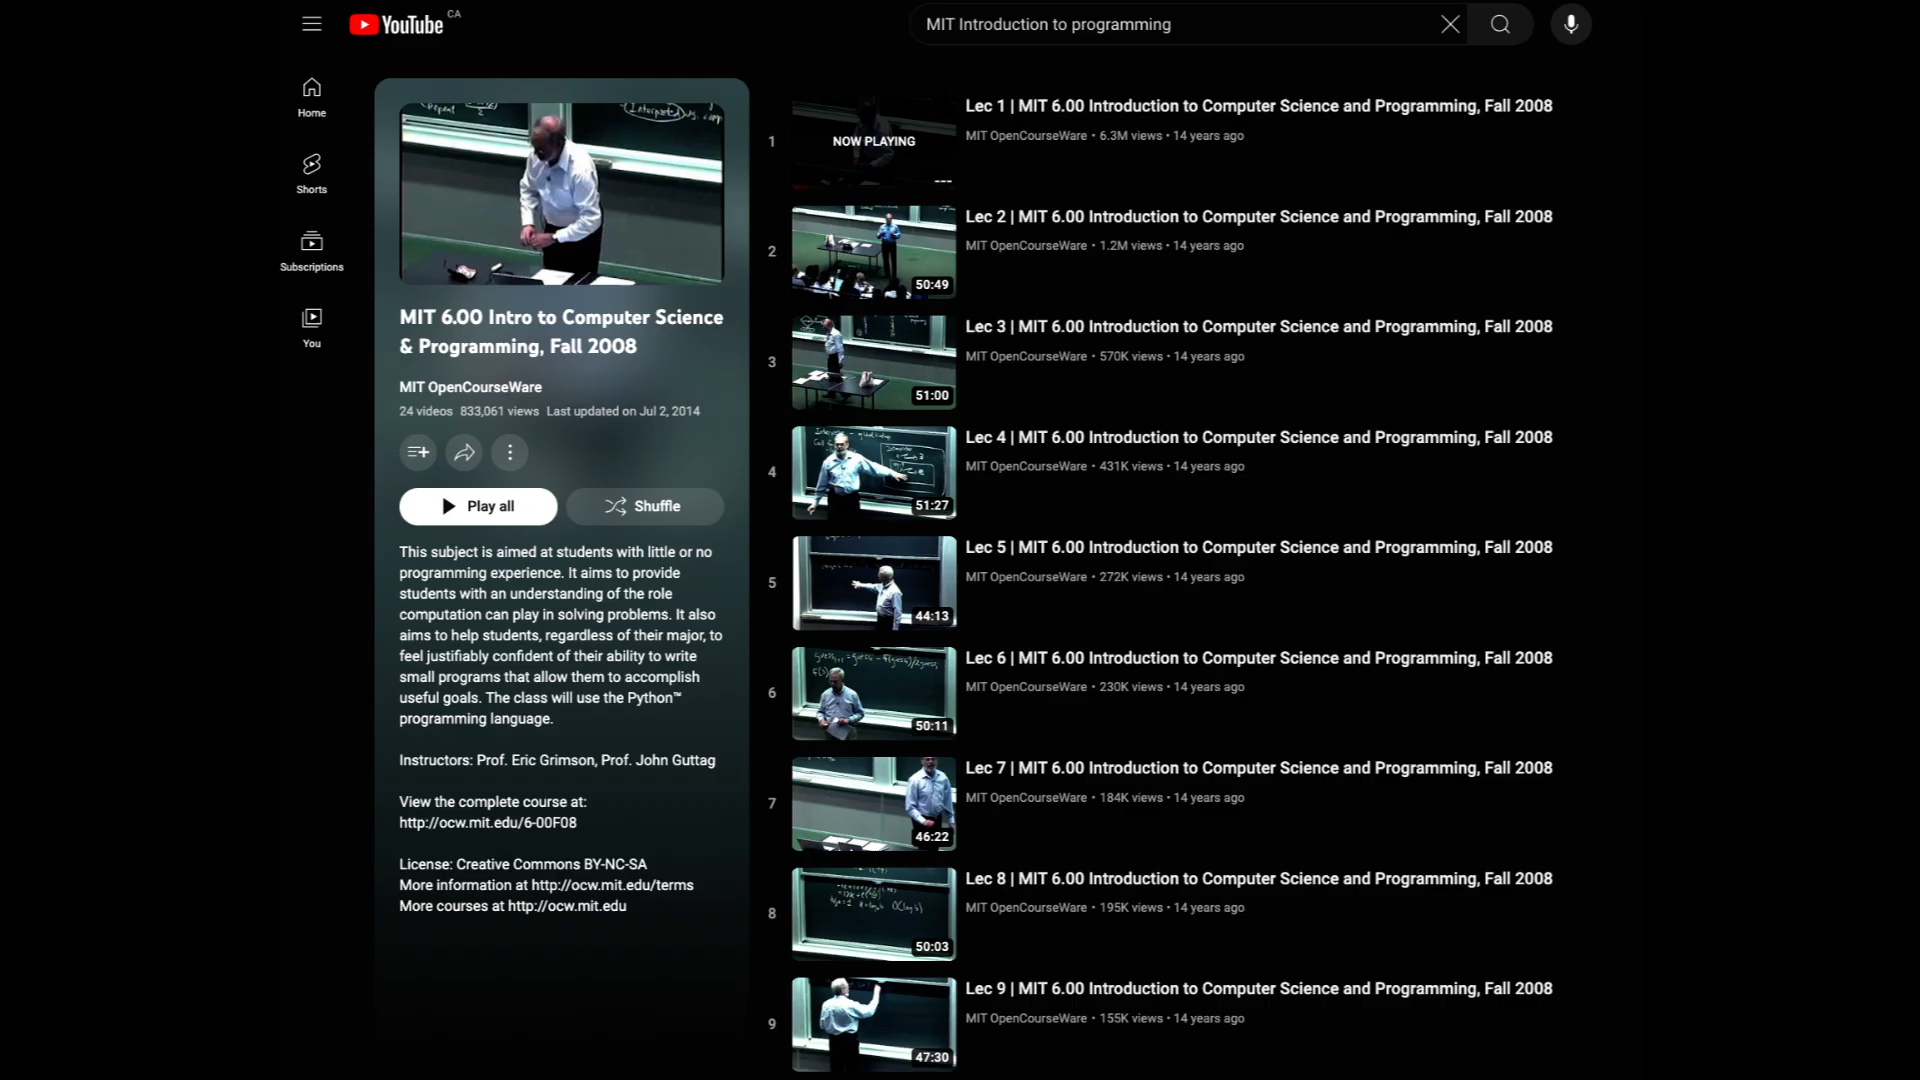 YouTube CA
MIT Introduction to programming
Home
Shorts
Subscriptions
You
MIT 6.00 Intro to Computer Science
& Programming, Fall 2008
MIT OpenCourseWare
24 videos 833,061 views Last updated on Jul 2, 2014
Play all
Shuffle
This subject is aimed at students with little or no
programming experience. It aims to provide
students with an understanding of the role
computation can play in solving problems. It also
aims to help students, regardless of their major, to
feel justifiably confident of their ability to write
small programs that allow them to accomplish
useful goals. The class will use the Python™
programming language.
Instructors: Prof. Eric Grimson, Prof. John Guttag
View the complete course at:
http://ocw.mit.edu/6-00F08
License: Creative Commons BY-NC-SA
More information at http://ocw.mit.edu/terms
More courses at http://ocw.mit.edu
1
NOW PLAYING
Lec 1 | MIT 6.00 Introduction to Computer Science and Programming, Fall 2008
MIT OpenCourseWare • 6.3M views • 14 years ago
2
50:49
Lec 2 | MIT 6.00 Introduction to Computer Science and Programming, Fall 2008
MIT OpenCourseWare • 1.2M views • 14 years ago
3
51:00
Lec 3 | MIT 6.00 Introduction to Computer Science and Programming, Fall 2008
MIT OpenCourseWare • 570K views • 14 years ago
4
51:27
Lec 4 | MIT 6.00 Introduction to Computer Science and Programming, Fall 2008
MIT OpenCourseWare • 431K views • 14 years ago
5
44:13
Lec 5 | MIT 6.00 Introduction to Computer Science and Programming, Fall 2008
MIT OpenCourseWare • 272K views • 14 years ago
6
50:11
Lec 6 | MIT 6.00 Introduction to Computer Science and Programming, Fall 2008
MIT OpenCourseWare • 230K views • 14 years ago
7
46:22
Lec 7 | MIT 6.00 Introduction to Computer Science and Programming, Fall 2008
MIT OpenCourseWare • 184K views • 14 years ago
8
50:03
Lec 8 | MIT 6.00 Introduction to Computer Science and Programming, Fall 2008
MIT OpenCourseWare • 195K views • 14 years ago
9
47:30
Lec 9 | MIT 6.00 Introduction to Computer Science and Programming, Fall 2008
MIT OpenCourseWare • 155K views • 14 years ago